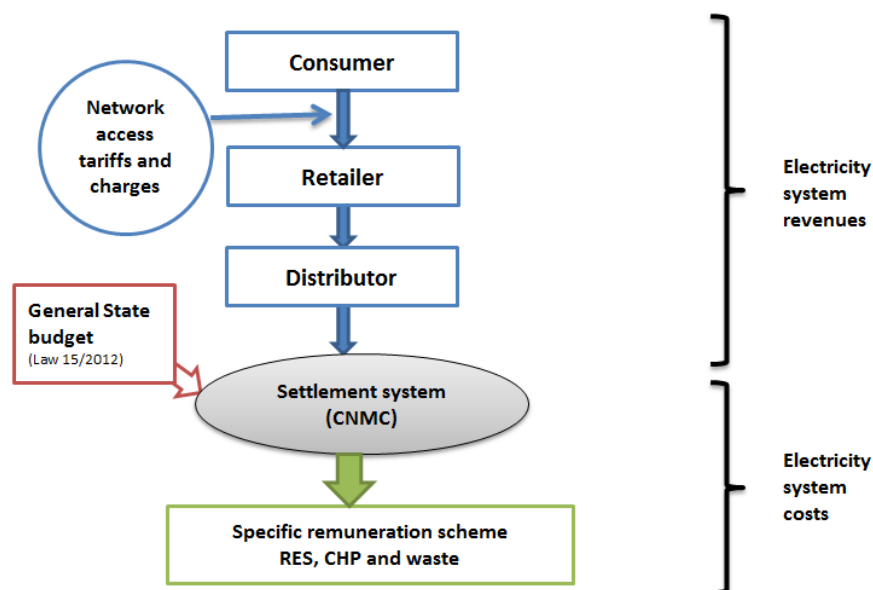 Consumer
Network
access
tariffs and
charges
Retailer
Electricity
system
revenues
Distributor
General State
budget
(Law 15/2012)
Settlement system
(CNMC)
Electricity
system
costs
Specific remuneration scheme
RES, CHP and waste